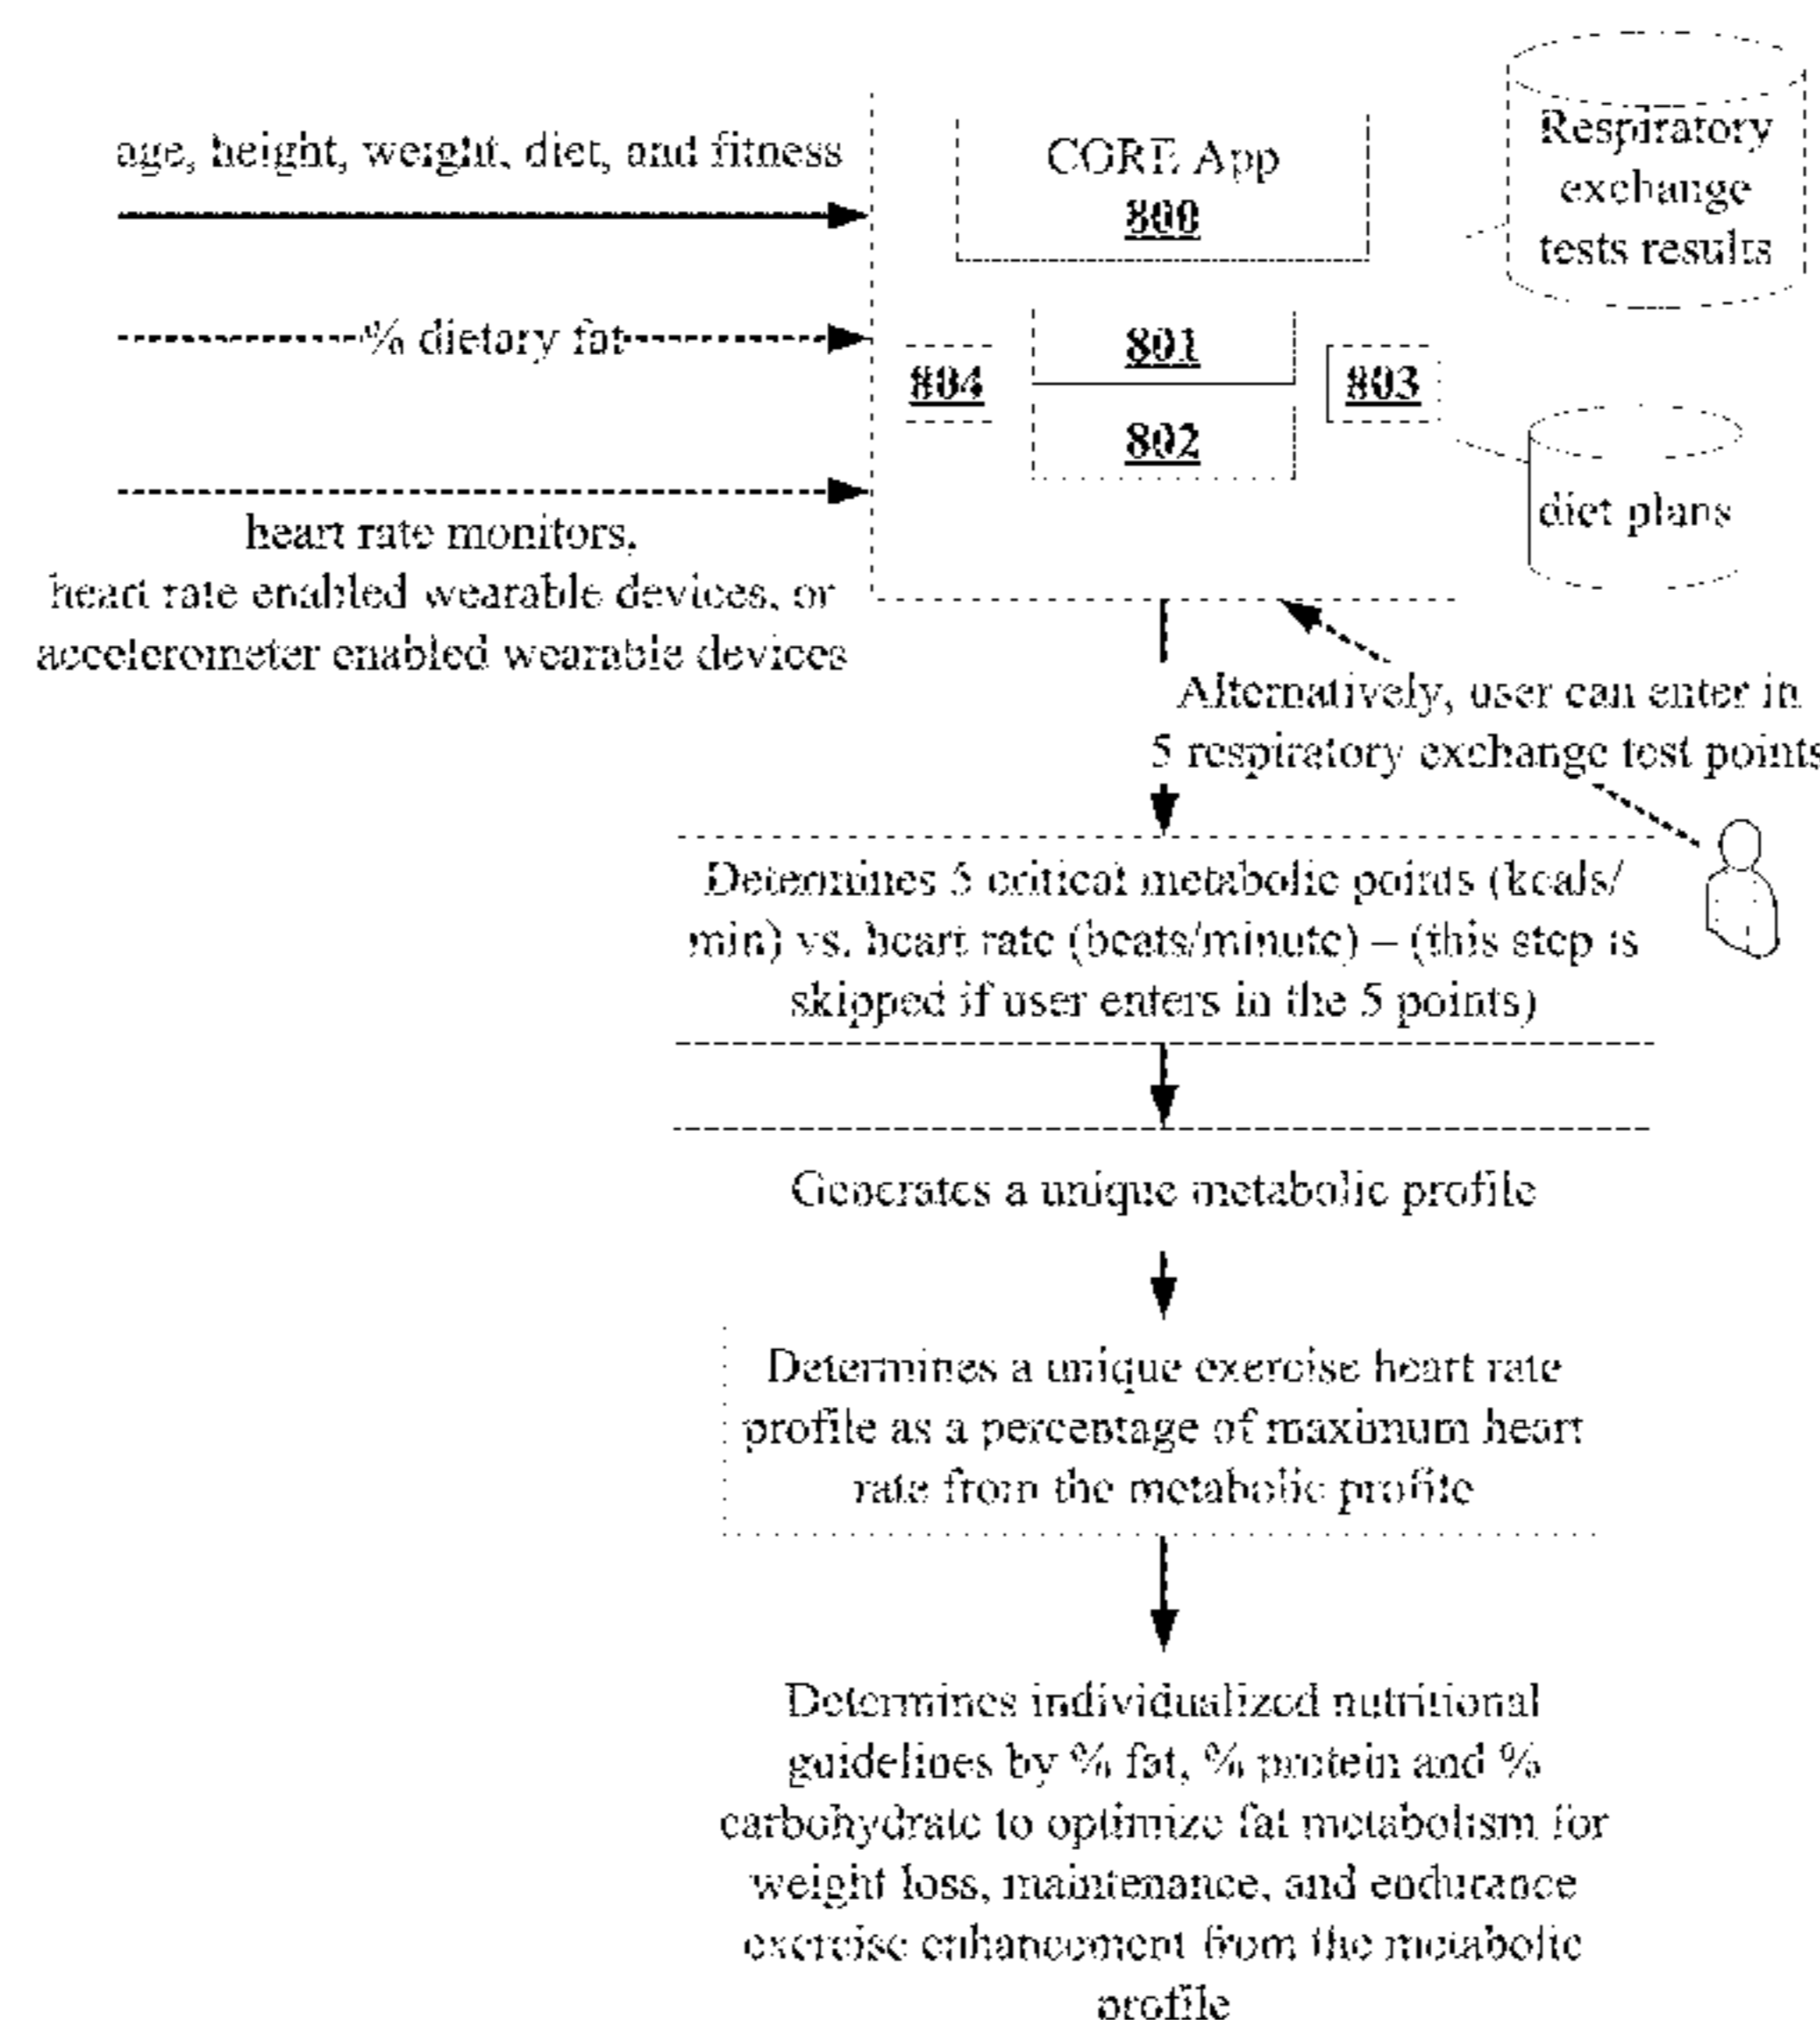 age, height, weight, diet, and fitness
CORE App
800
Respiratory
exchange
tests results
% dietary fat
801
804
803
802
diet plans
heart rate monitors,
heart rate enabled wearable devices, or
accelerometer enabled wearable devices
Alternatively, user can enter in
5 respiratory exchange test points
Determines 5 critical metabolic points (kcals/
min) vs. heart rate (beats/minute) – (this step is
skipped if user enters in the 5 points)
Generates a unique metabolic profile
Determines a unique exercise heart rate
profile as a percentage of maximum heart
rate from the metabolic profile
Determines individualized nutritional
guidelines by % fat, % protein and %
carbohydrate to optimize fat metabolism for
weight loss, maintenance, and endurance
exercise enhancement from the metabolic
profile